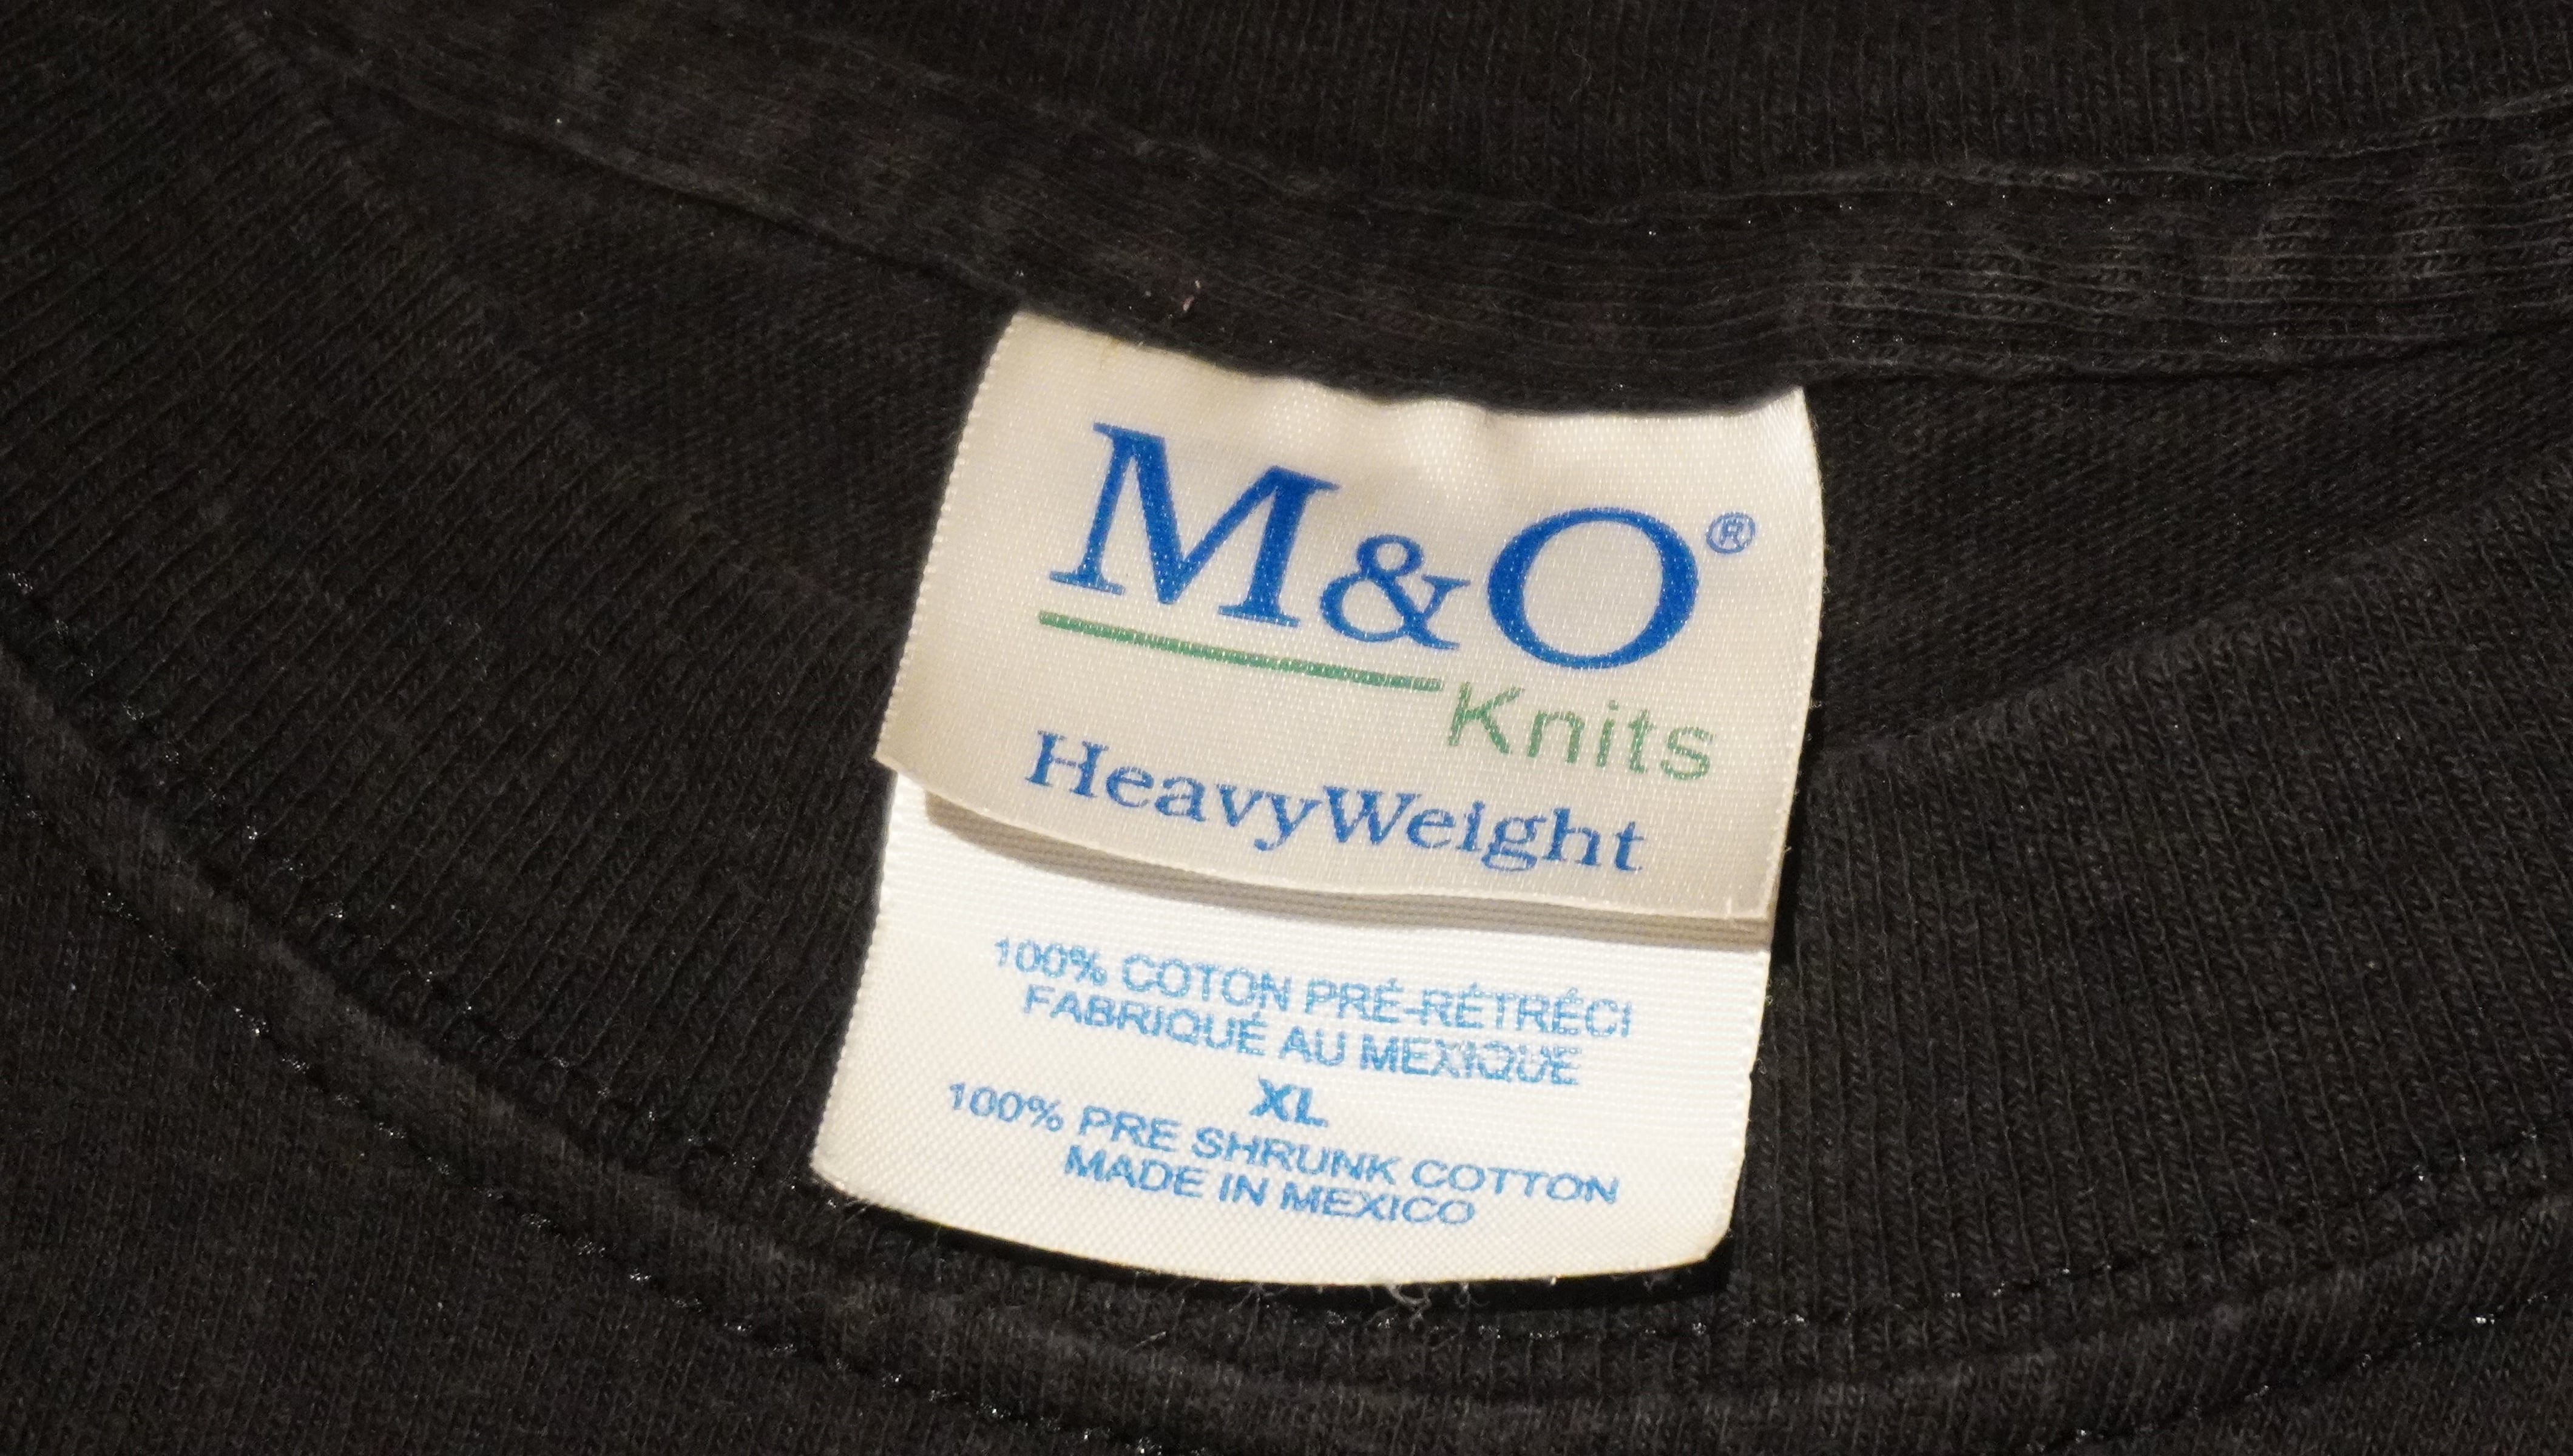 M&O®
Knits
HeavyWeight
100% COTON PRÉ-RÉTRÉCI
FABRIQUÉ AU MEXIQUE
XL
100% PRE SHRUNK COTTON
MADE IN MEXICO